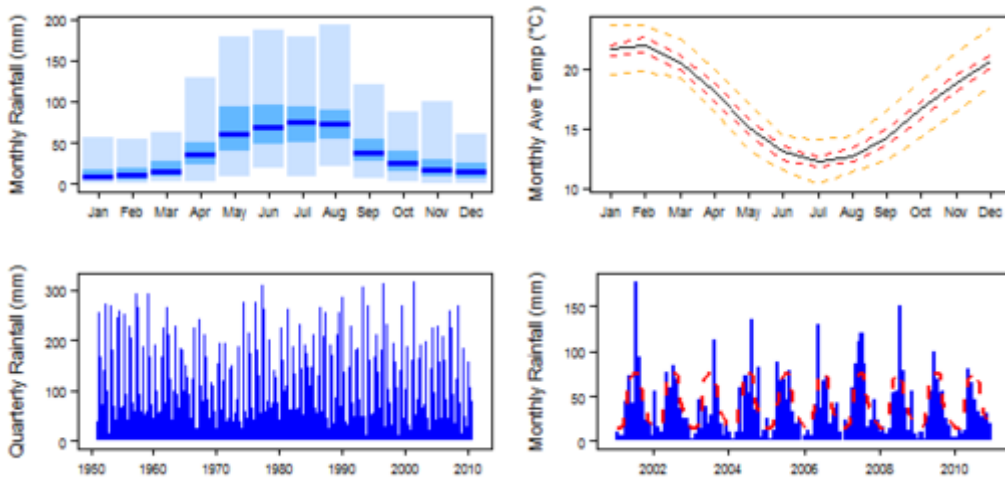 Monthly Rainfall (mm)
200
150
100
50
0
Jan Feb Mar Apr May Jun Jul Aug Sep Oct Nov Dec
Monthly Ave Temp (°C)
20
15
10
Jan Feb Mar Apr May Jun Jul Aug Sep Oct Nov Dec
Quarterly Rainfall (mm)
300
200
100
0
1950 1960 1970 1980 1990 2000 2010
Monthly Rainfall (mm)
150
100
50
0
2002 2004 2006 2008 2010